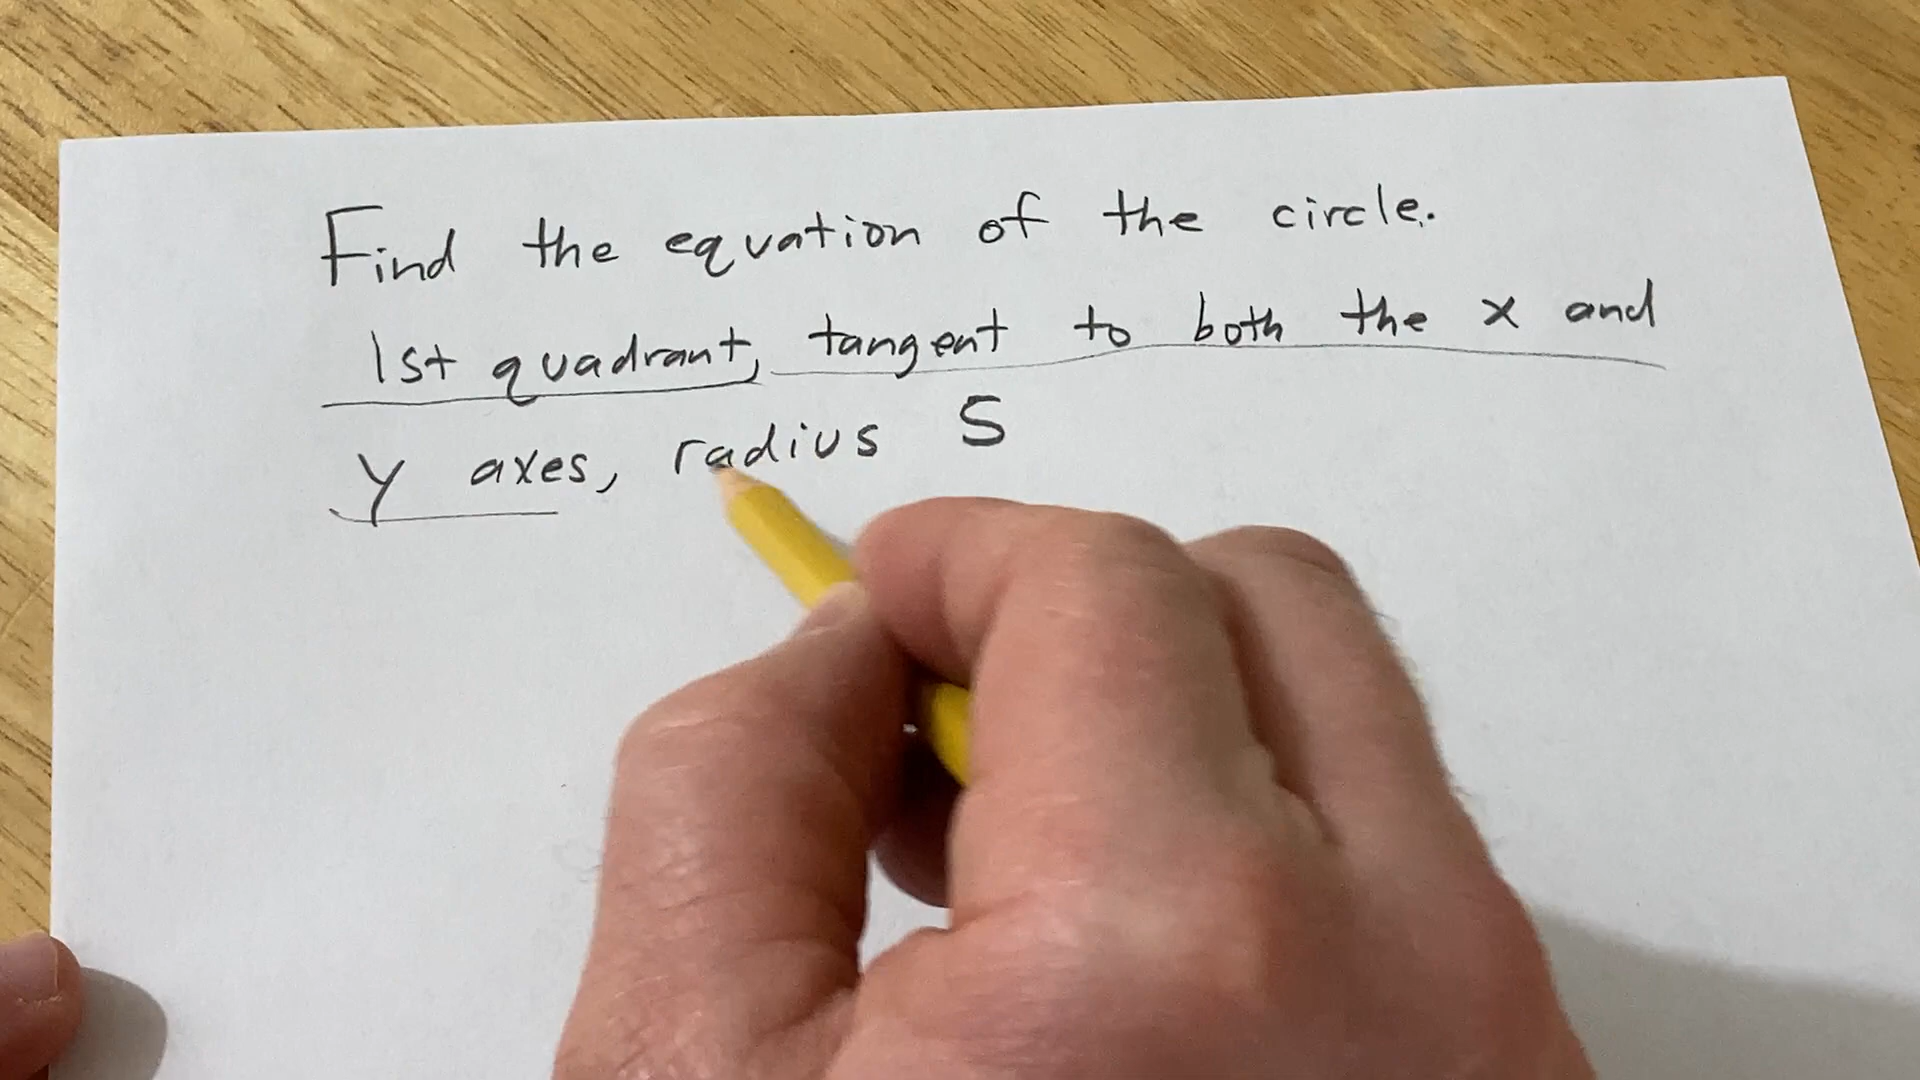 Find the equation of the circle.
1st quadrant, tangent to both the x and
y axes, radius 5